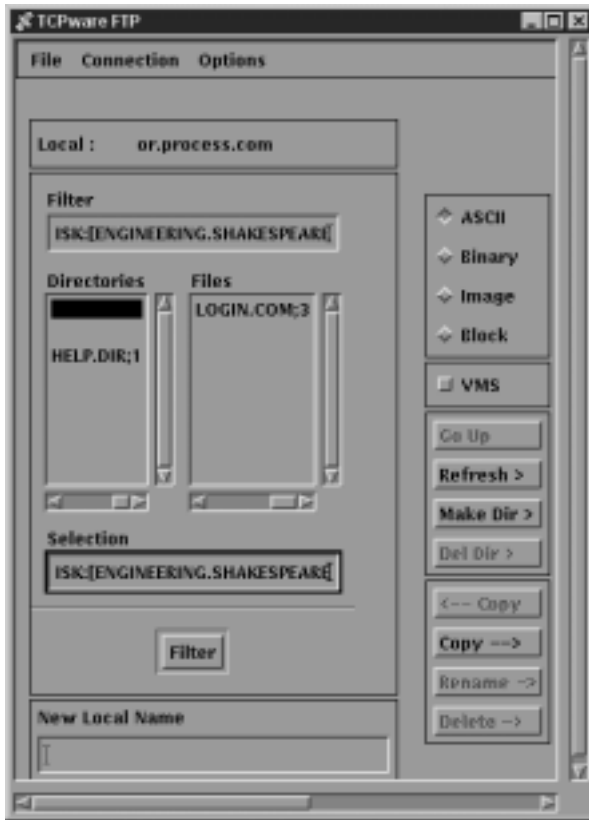 TCPware FTP
File Connection Options
Local : or.process.com
Filter
ISK:[ENGINEERING.SHAKESPEARE
Directories Files
LOGIN.COM;3
HELP.DIR;1
Selection
ISK:[ENGINEERING.SHAKESPEARE
Filter
New Local Name
ASCII
Binary
Image
Block
VMS
Go Up
Refresh >
Make Dir >
Del Dir >
<-- Copy
Copy -->
Rename ->
Delete ->